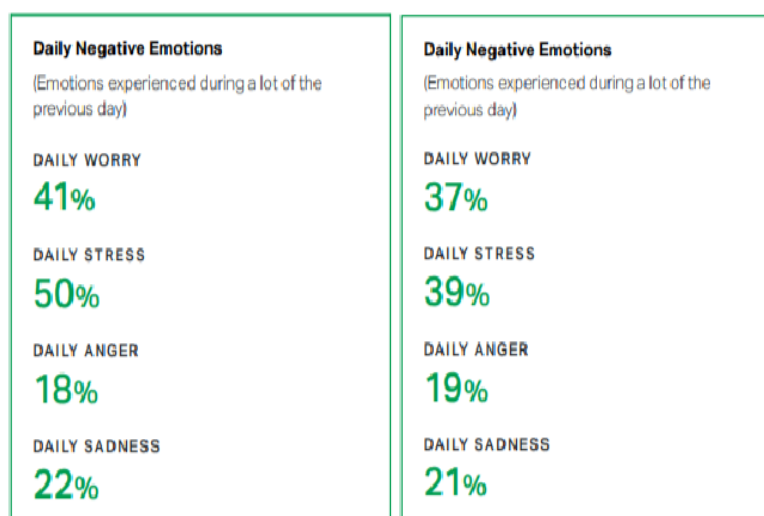 Daily Negative Emotions
(Emotions experienced during a lot of the
previous day)
DAILY WORRY
41%
DAILY STRESS
50%
DAILY ANGER
18%
DAILY SADNESS
22%
Daily Negative Emotions
(Emotions experienced during a lot of the
previous day)
DAILY WORRY
37%
DAILY STRESS
39%
DAILY ANGER
19%
DAILY SADNESS
21%